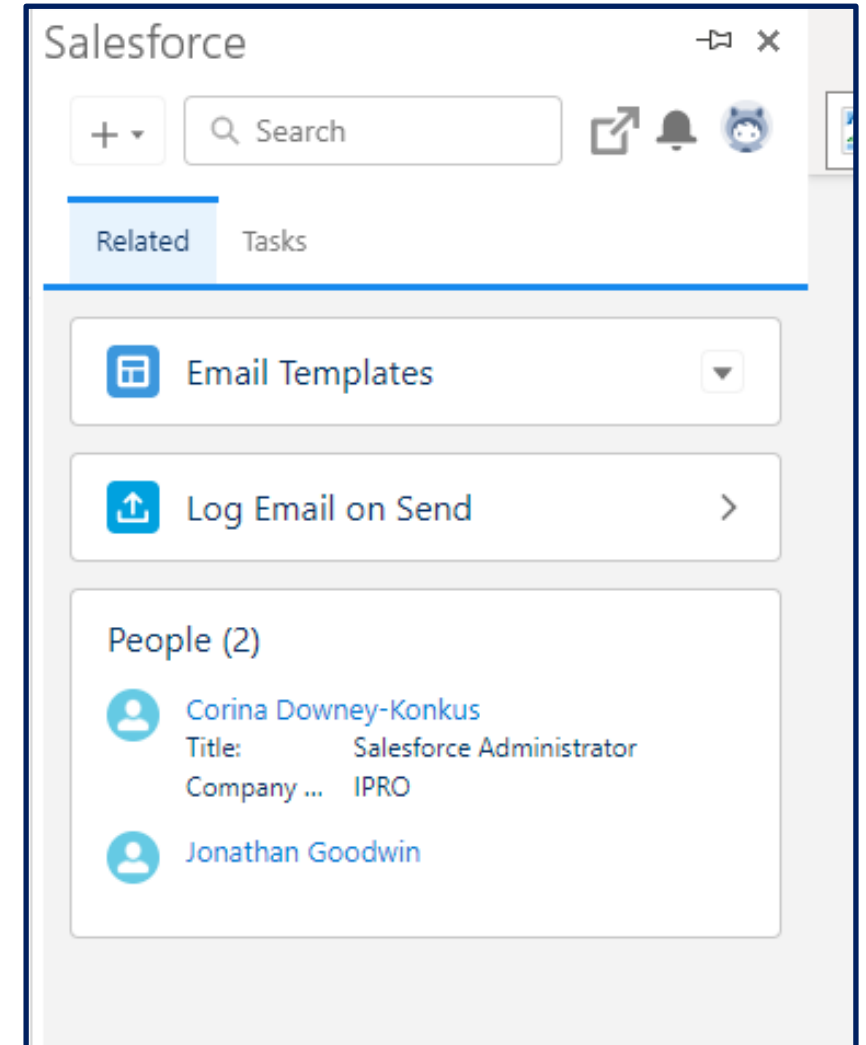 Salesforce
Search
Related Tasks
Email Templates
Log Email on Send
People (2)
Corina Downey-Konkus
Title: Salesforce Administrator
Company ... IPRO
Jonathan Goodwin